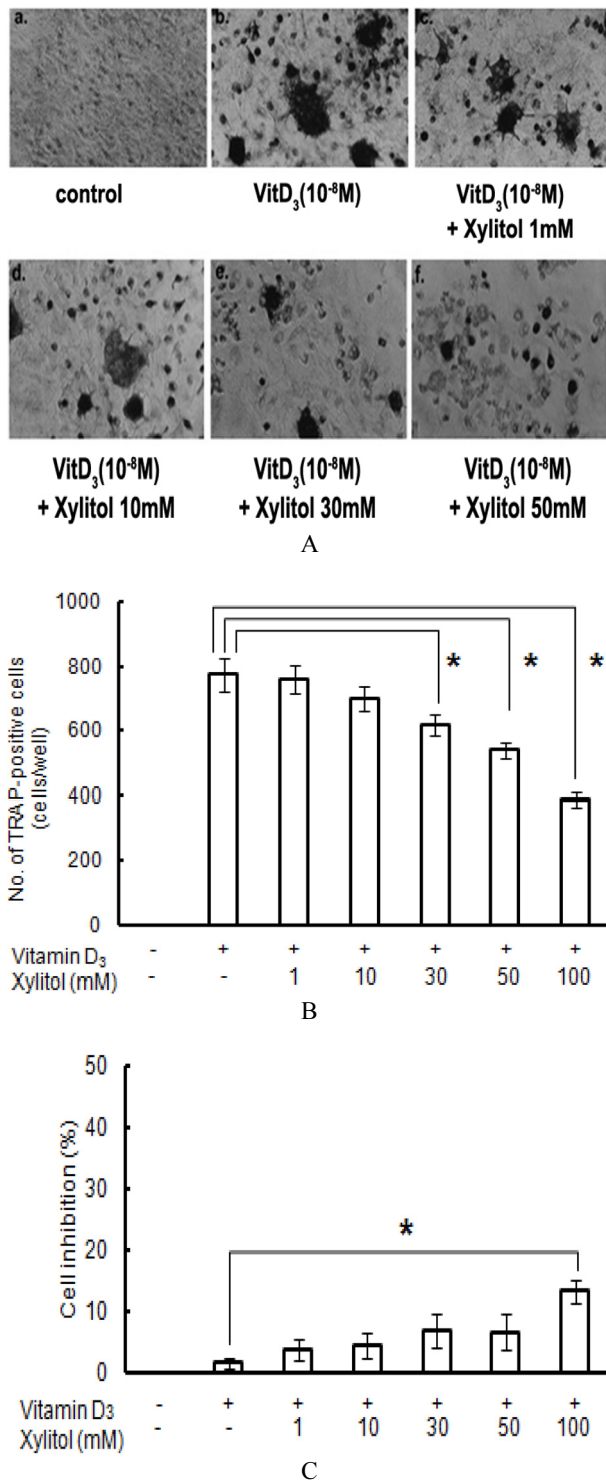 a. b. c.
control VitD₃(10⁻⁸M) VitD₃(10⁻⁸M)
+ Xylitol 1mM
d. e. f.
VitD₃(10⁻⁸M) VitD₃(10⁻⁸M) VitD₃(10⁻⁸M)
+ Xylitol 10mM + Xylitol 30mM + Xylitol 50mM
A
No. of TRAP-positive cells
(cells/well)
1000
800
600
400
200
0
* * *
Vitamin D₃ - + + + + + +
Xylitol (mM) - - 1 10 30 50 100
B
Cell inhibition (%)
50
40
30
20
10
0
*
Vitamin D₃ - + + + + + +
Xylitol (mM) - - 1 10 30 50 100
C